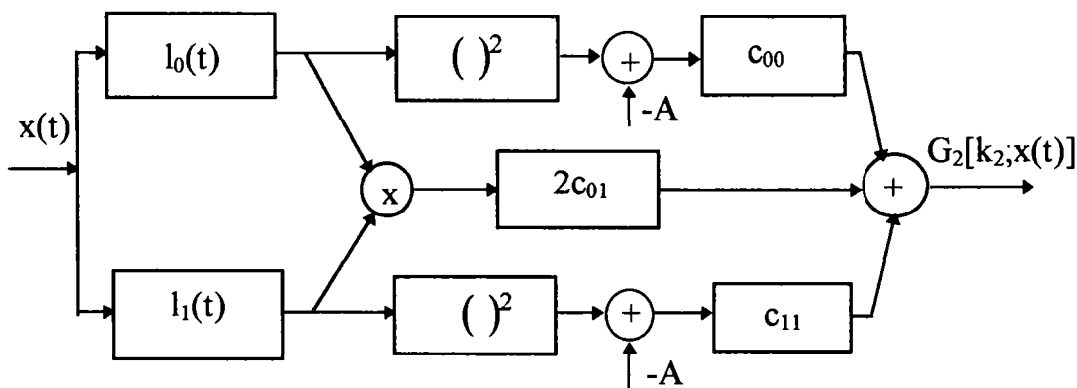 l₀(t)
( )²
+
-A
c₀₀
x(t)
x
2c₀₁
+
G₂[k₂;x(t)]
l₁(t)
( )²
+
-A
c₁₁